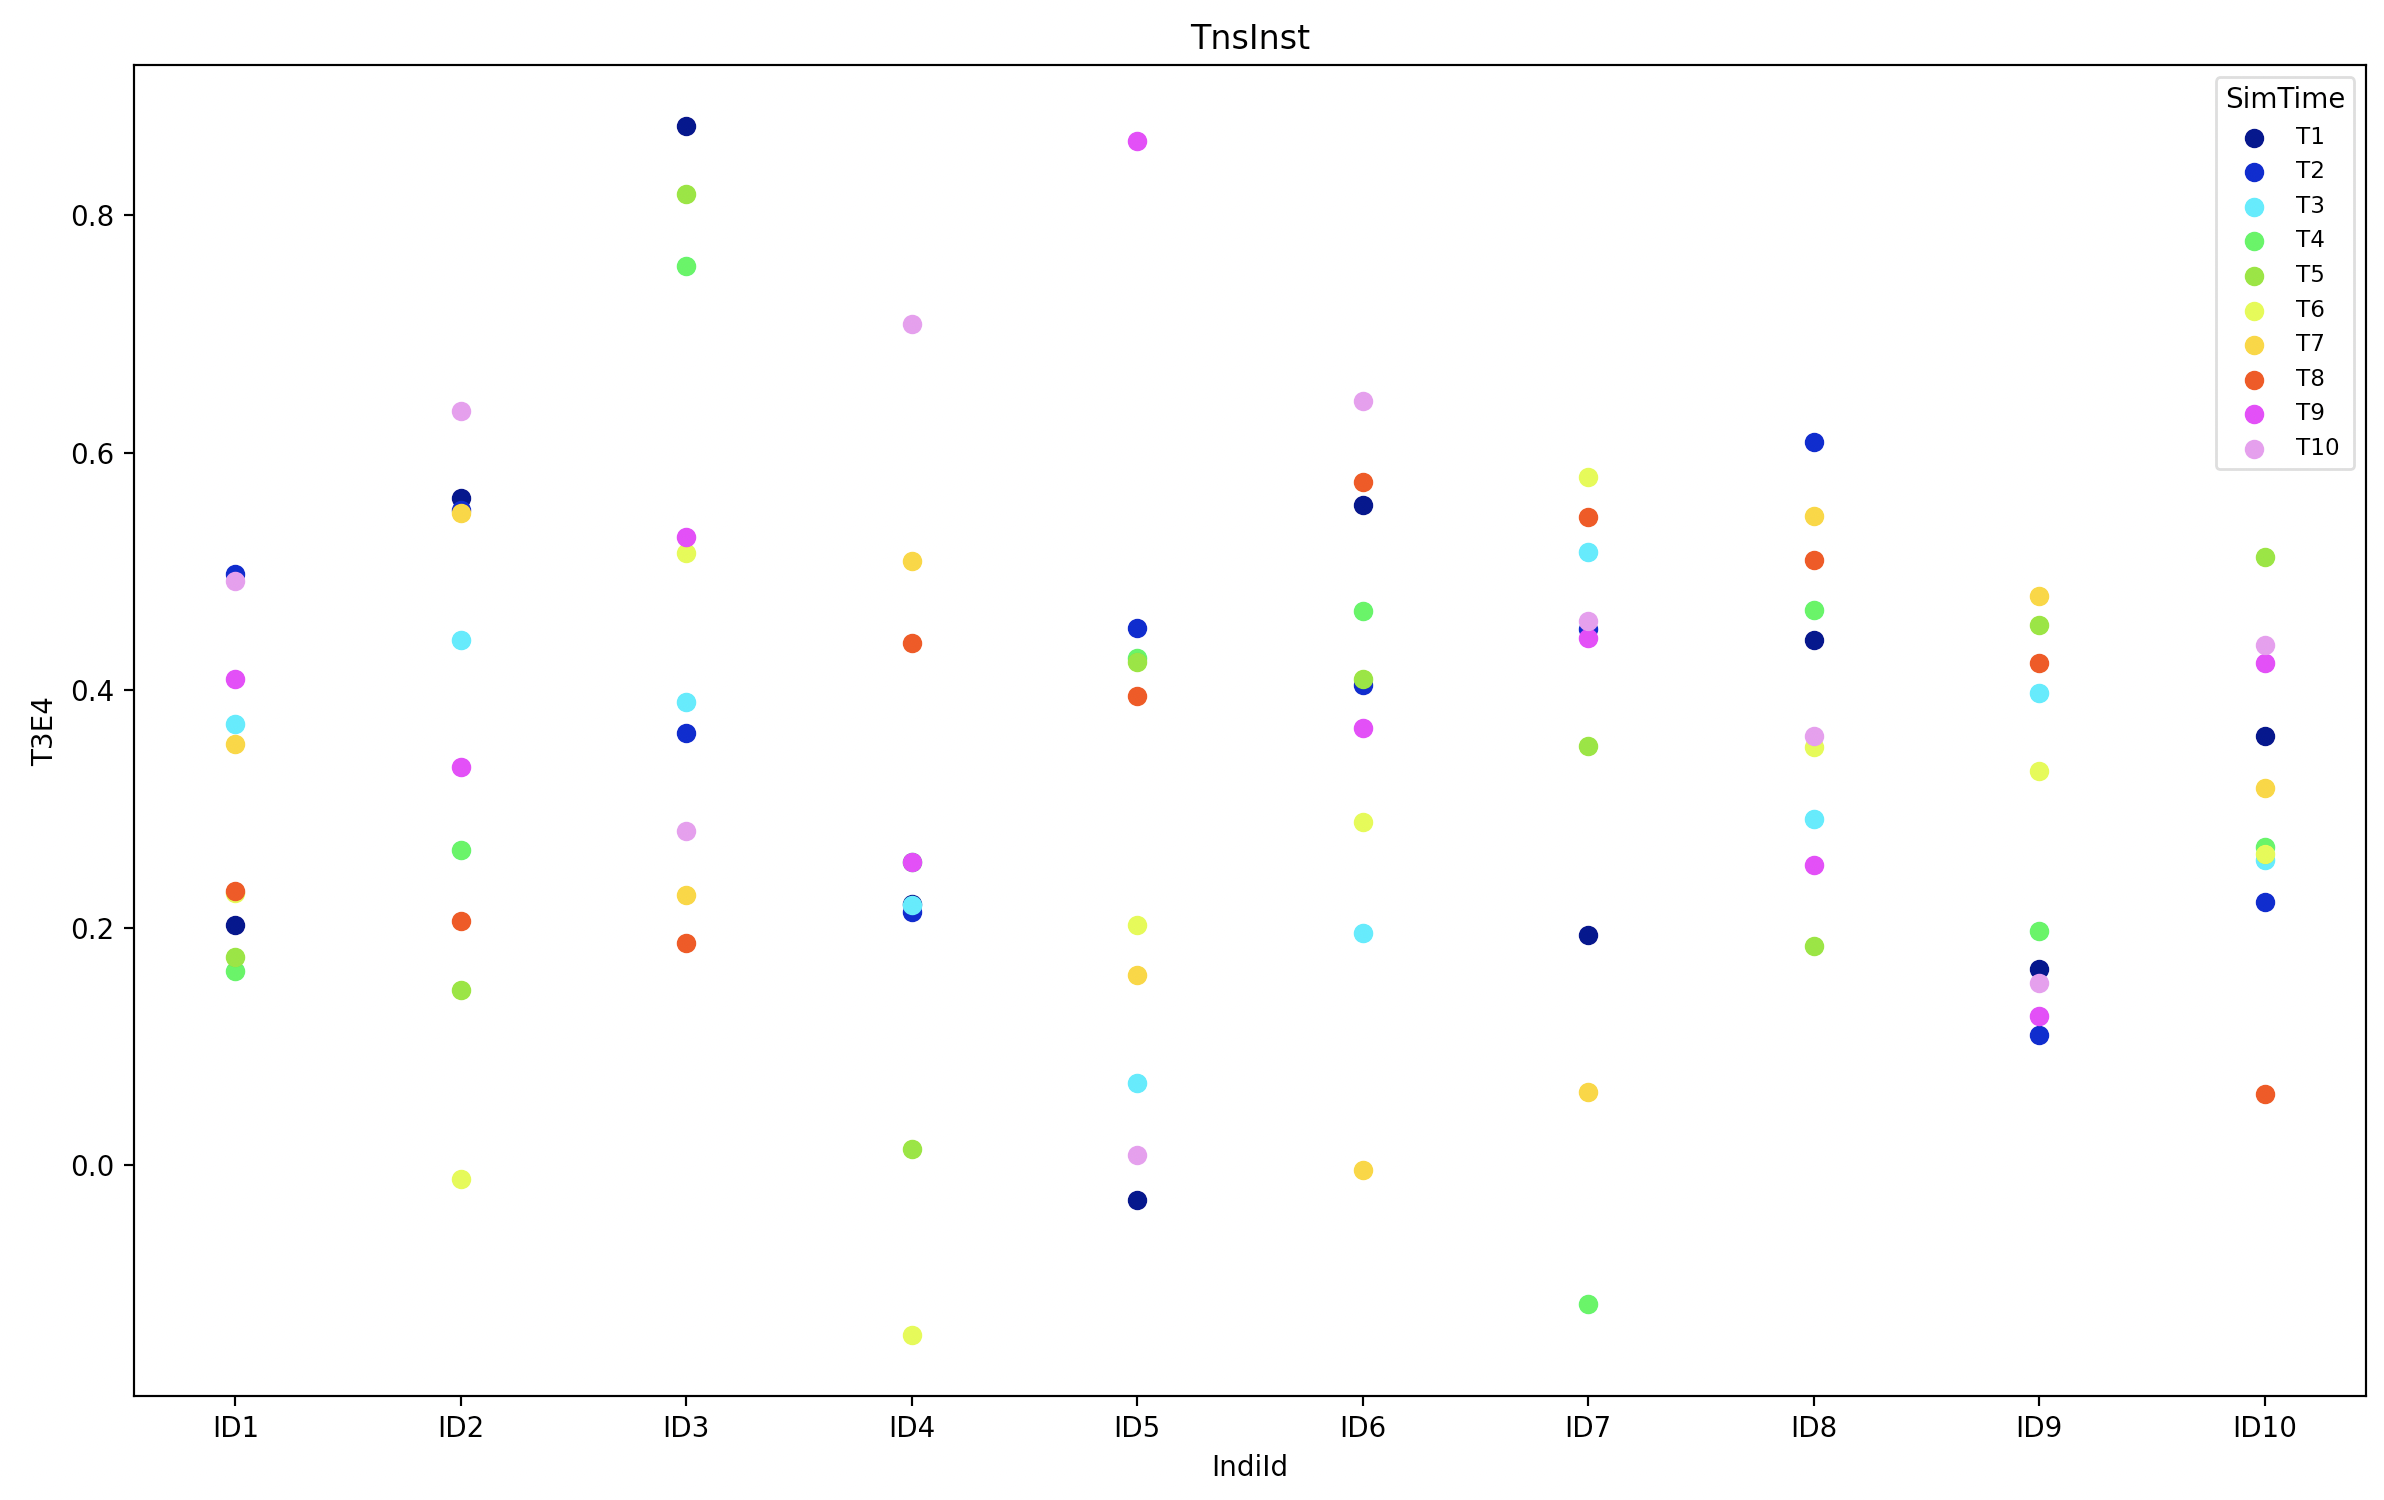 TnsInst
SimTime
T1
T2
T3
T4
T5
T6
T7
T8
T9
T10
0.8
0.6
0.4
0.2
0.0
T3E4
ID1 ID2 ID3 ID4 ID5 ID6 ID7 ID8 ID9 ID10
IndiId